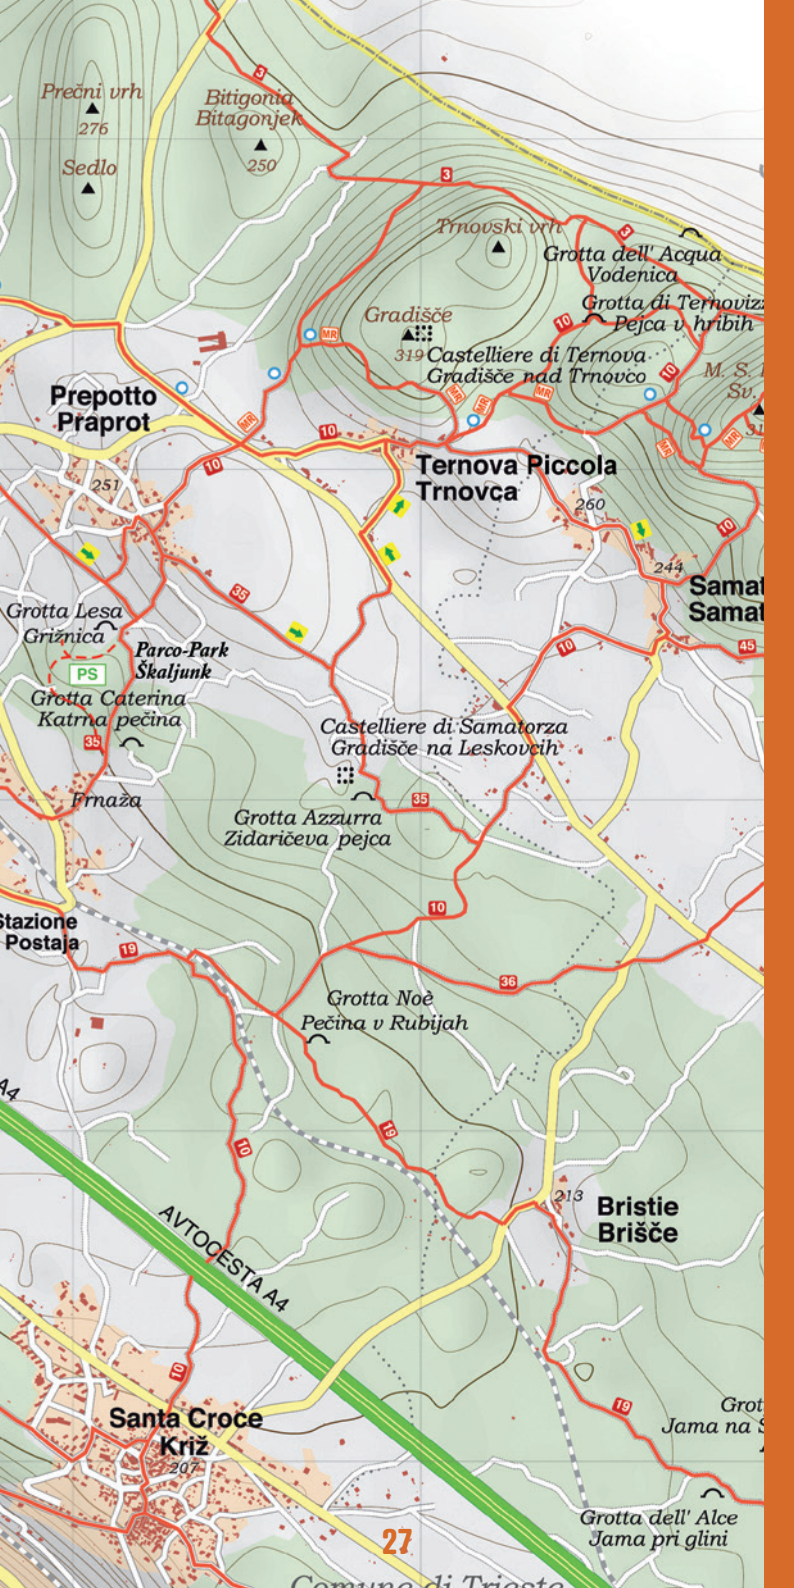 3
Prečni vrh
276
Bitigonia
Bitagonjek
250
Sedlo
3
Trnovski vrh
3
Grotta dell' Acqua
Vodenica
Grotta di Ternovizz
Pejca v hribih
10
Gradišče
319
MR
Castelliere di Ternova
Gradišče nad Trnovco
10
M. S.
Sv.
MR
MR
MR
MR
MR
MR
Prepotto
Praprot
10
10
Ternova Piccola
Trnovca
251
260
10
244
Samat
Samat
35
Grotta Lesa
Grižnica
Parco-Park
Škaljunk
PS
10
45
Grotta Caterina
Katrna pečina
35
Castelliere di Samatorza
Gradišče na Leskovcih
Frnaža
35
Grotta Azzurra
Zidaričeva pejca
10
Stazione
Postaja
19
36
Grotta Noè
Pečina v Rubijah
A4
19
10
213
Bristie
Brišče
AVTOCESTA A4
10
19
Grot
Jama na S
Santa Croce
Križ
207
Grotta dell' Alce
Jama pri glini
27
Comune di Trieste